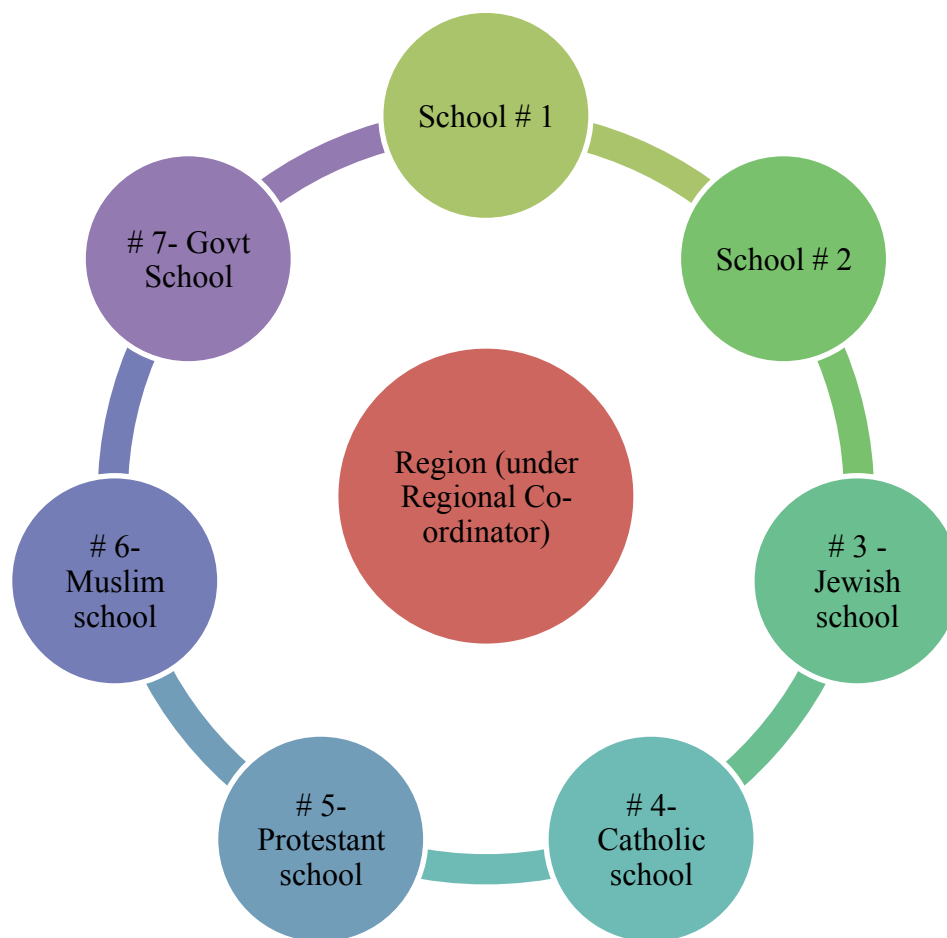 School # 1
School # 2
# 3 -
Jewish
school
# 4-
Catholic
school
# 5-
Protestant
school
# 6-
Muslim
school
# 7- Govt
School
Region (under
Regional Co-
ordinator)